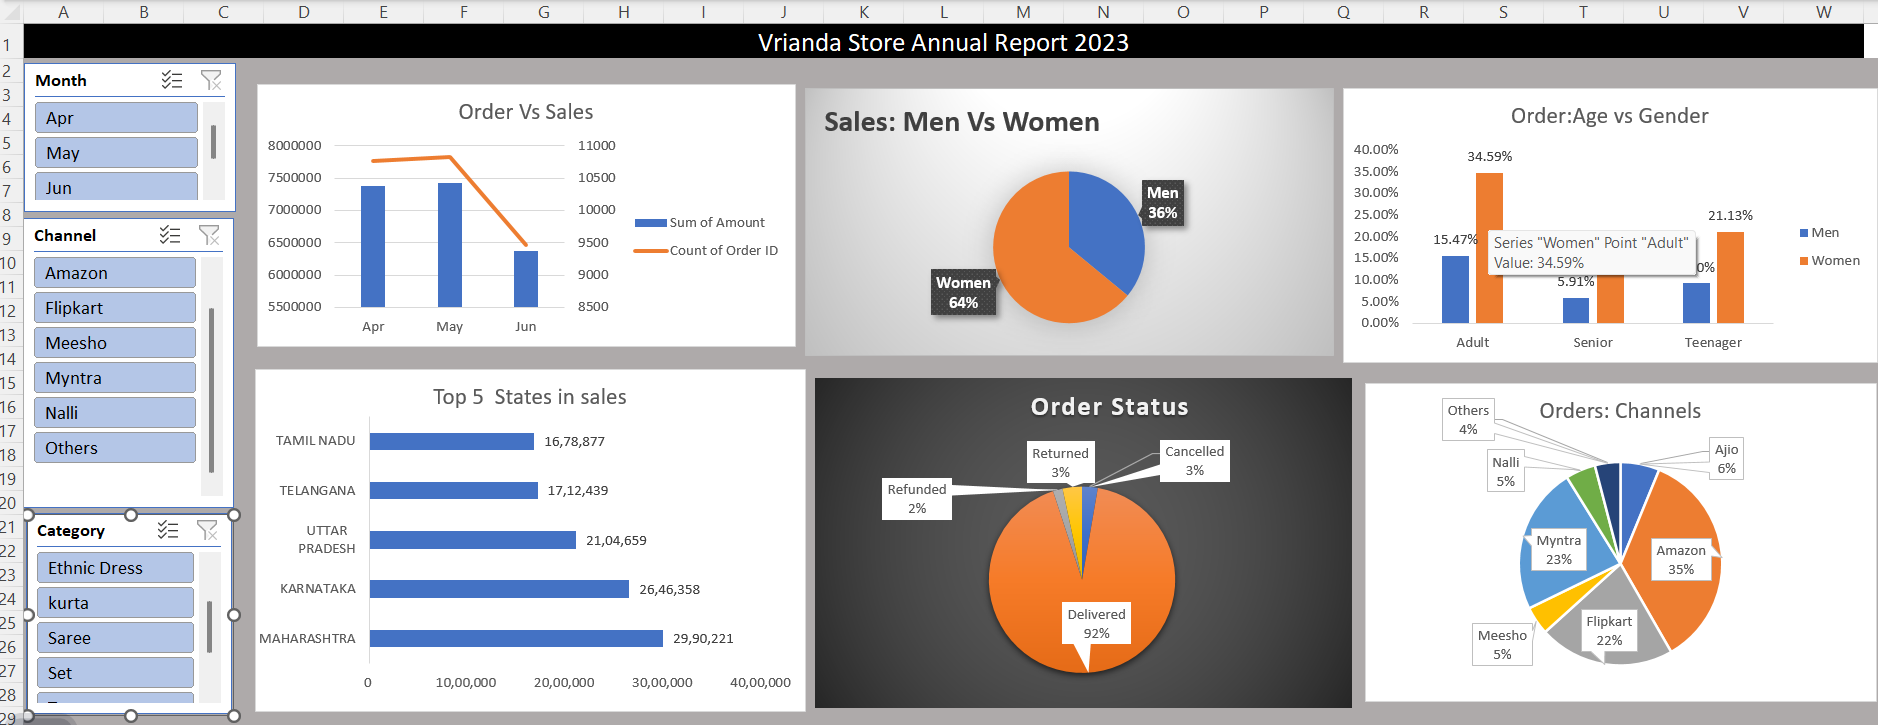 A B C D E F G H I J K L M N O P Q R S T U V W
1
2
3
4
5
6
7
8
9
10
11
12
13
14
15
16
17
18
19
20
21
22
23
24
25
26
27
28
29
Vrianda Store Annual Report 2023
Month
Apr
May
Jun
Channel
Amazon
Flipkart
Meesho
Myntra
Nalli
Others
Category
Ethnic Dress
kurta
Saree
Set
Order Vs Sales
8000000
7500000
7000000
6500000
6000000
5500000
11000
10500
10000
9500
9000
8500
Apr May Jun
Sum of Amount
Count of Order ID
Sales: Men Vs Women
Men
36%
Women
64%
Order:Age vs Gender
40.00%
35.00%
30.00%
25.00%
20.00%
15.00%
10.00%
5.00%
0.00%
15.47%
34.59%
5.91%
0%
21.13%
Series "Women" Point "Adult"
Value: 34.59%
Adult Senior Teenager
Men
Women
Top 5 States in sales
TAMIL NADU 16,78,877
TELANGANA 17,12,439
UTTAR
PRADESH 21,04,659
KARNATAKA 26,46,358
MAHARASHTRA 29,90,221
0 10,00,000 20,00,000 30,00,000 40,00,000
Order Status
Returned
3%
Cancelled
3%
Refunded
2%
Delivered
92%
Orders: Channels
Others
4%
Ajio
6%
Nalli
5%
Myntra
23%
Amazon
35%
Flipkart
22%
Meesho
5%